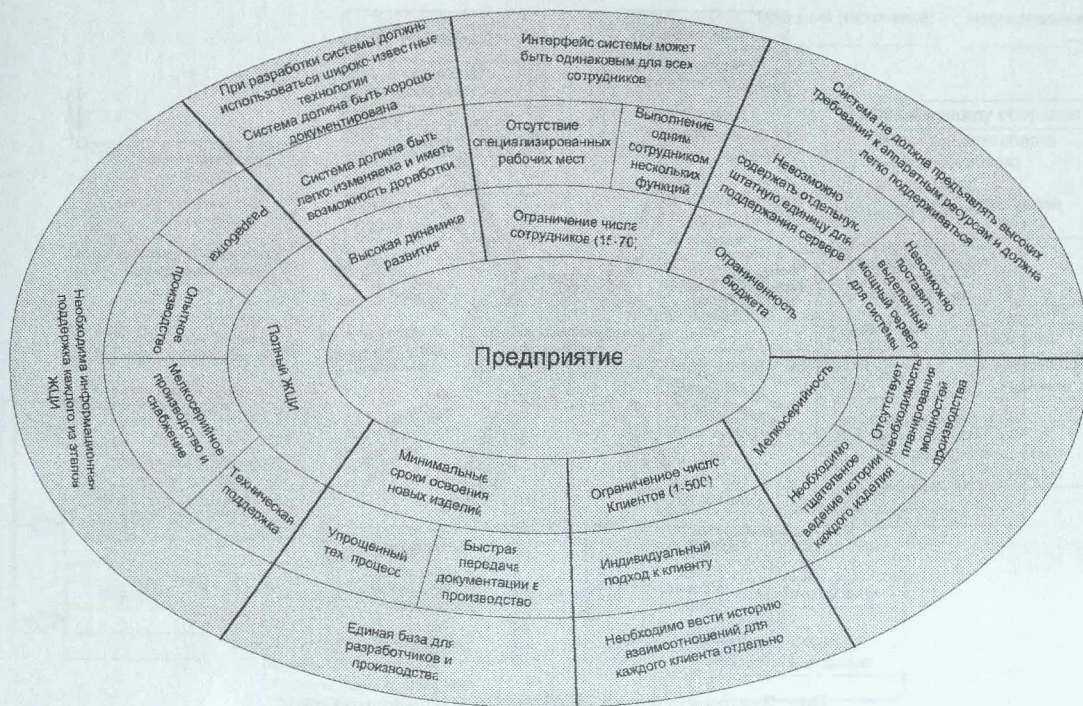 При разработки системы должнь
использоваться широко-известные
технологии
Система должна быть хорошо-
документирована
Интерфейс системы может
быть одинаковым для всех
сотрудников
Система не должна предъявлять высоких
требований к аппаратным ресурсам и должна
легко поддерживаться
Система должна быть
легко-изменяема и иметь
возможность доработки
Отсутствие
специализированных
рабочих мест
Выполнение
одним
сотрудником
нескольких
функций
Невозможно
содержать отдельную
штатную единицу для
поддержания сервера
Невозможно
поставить
выделенный
мощный сервер
для системы
Высокая динамика
развития
Ограничение числа
сотрудников (15-70)
Ограниченность
бюджета
Разработка
Опытное
производство
Мелкосерийное
производство и
снабжение
Техническая
поддержка
Полный ЖЦИ
Необходима информационная
поддержка каждого из этапов
ЖЦИ
Предприятие
Мелкосерийность
Отсутствует
необходимость
планирования
мощностей
производства
Необходимо
тщательное
ведение истории
каждого изделия
Минимальные
сроки освоения
новых изделий
Ограниченное число
Клиентов (1-500)
Упрощенный
тех. процесс
Быстрая
передача
документации в
производство
Индивидуальный
подход к клиенту
Единая база для
разработчиков и
производства
Необходимо вести историю
взаимоотношений для
каждого клиента отдельно